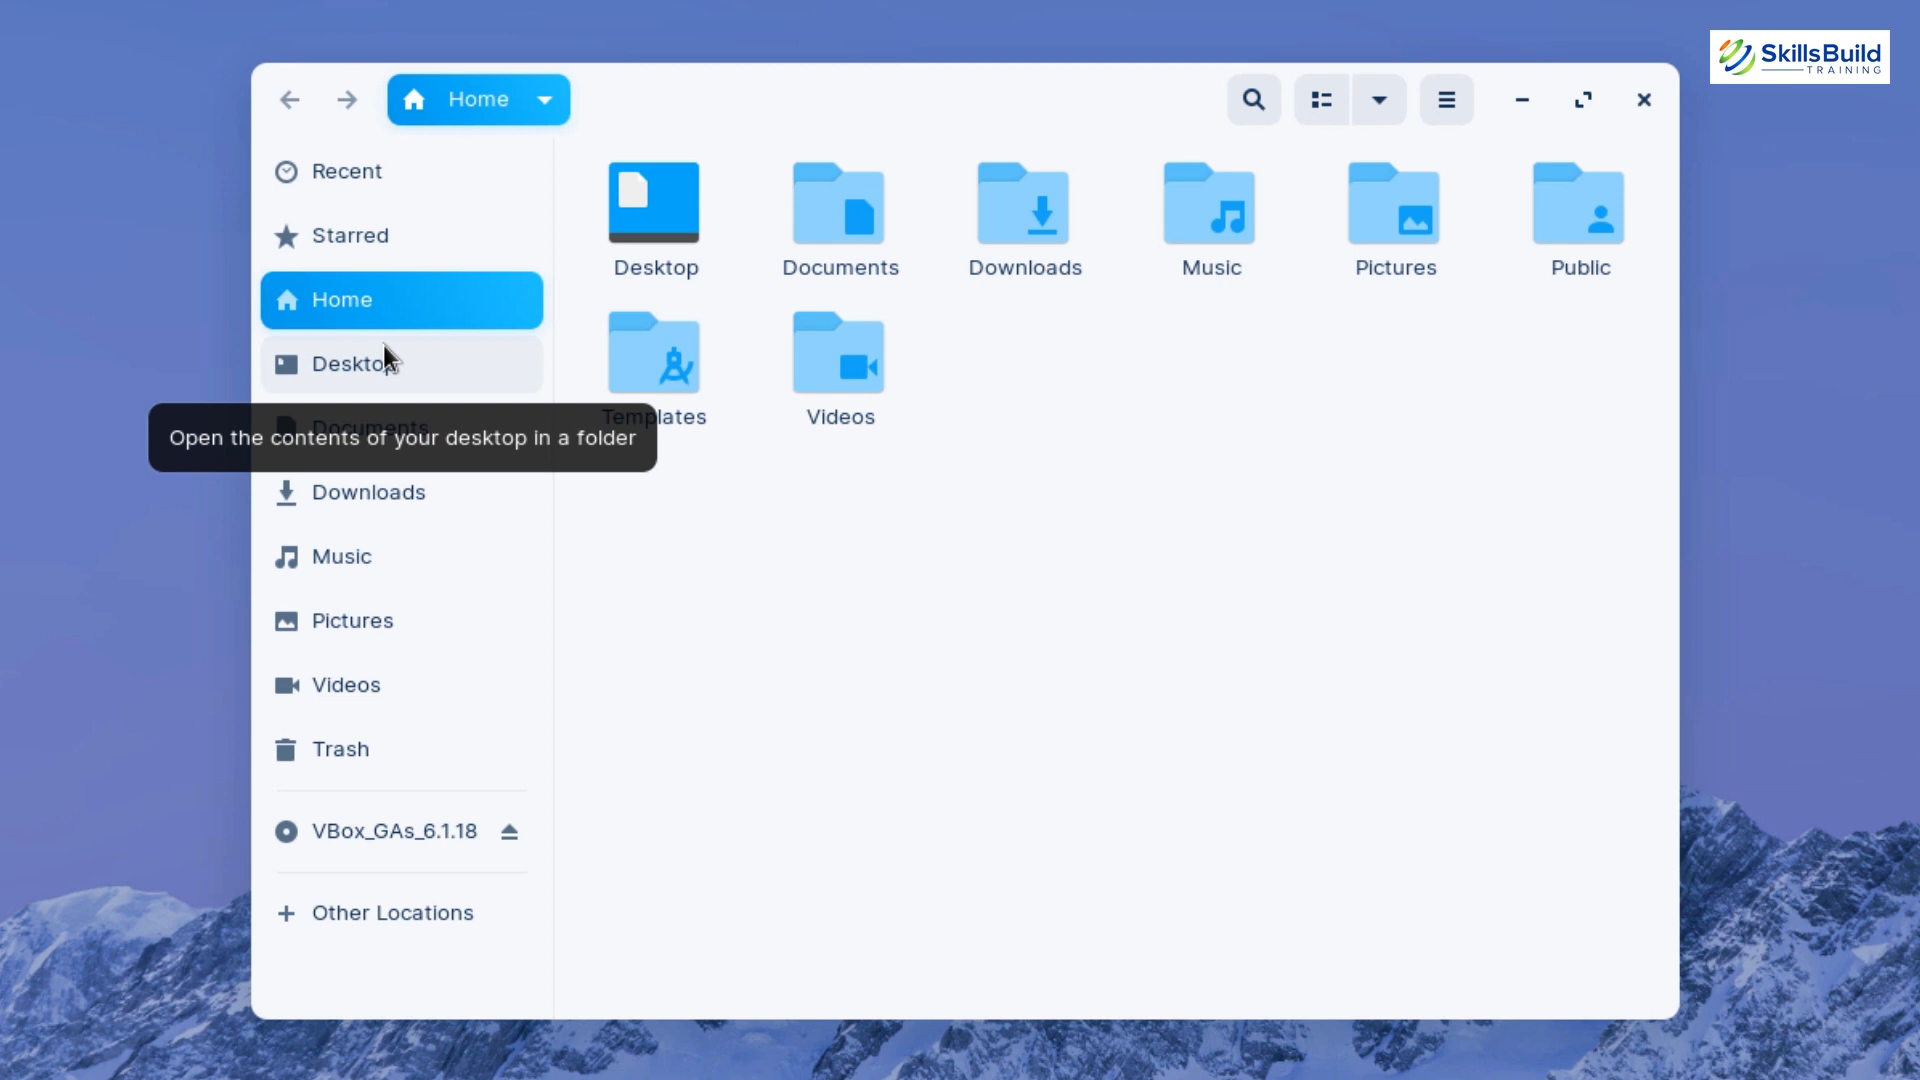 SkillsBuild
TRAINING
Home
Recent
Starred
Home
Desktop
Documents
Downloads
Music
Pictures
Videos
Trash
VBox_GAs_6.1.18
Other Locations
Open the contents of your desktop in a folder
Desktop
Documents
Downloads
Music
Pictures
Public
Templates
Videos